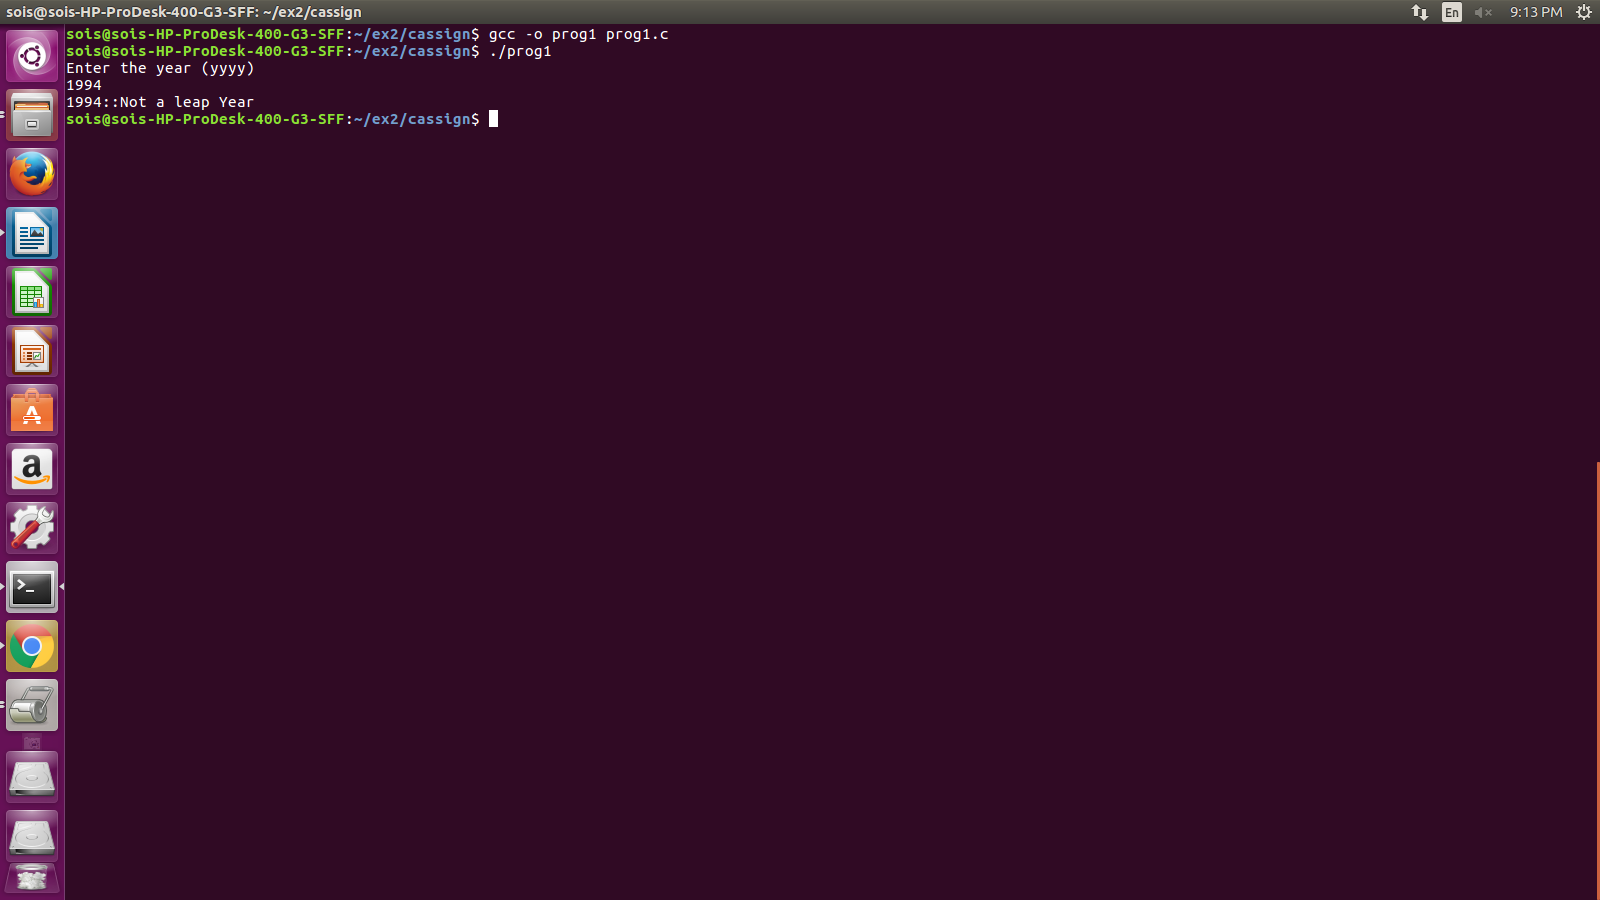 sois@sois-HP-ProDesk-400-G3-SFF: ~/ex2/cassign
En
9:13 PM
sois@sois-HP-ProDesk-400-G3-SFF:~/ex2/cassign$ gcc -o prog1 prog1.c
sois@sois-HP-ProDesk-400-G3-SFF:~/ex2/cassign$ ./prog1
Enter the year (yyyy)
1994
1994::Not a leap Year
sois@sois-HP-ProDesk-400-G3-SFF:~/ex2/cassign$